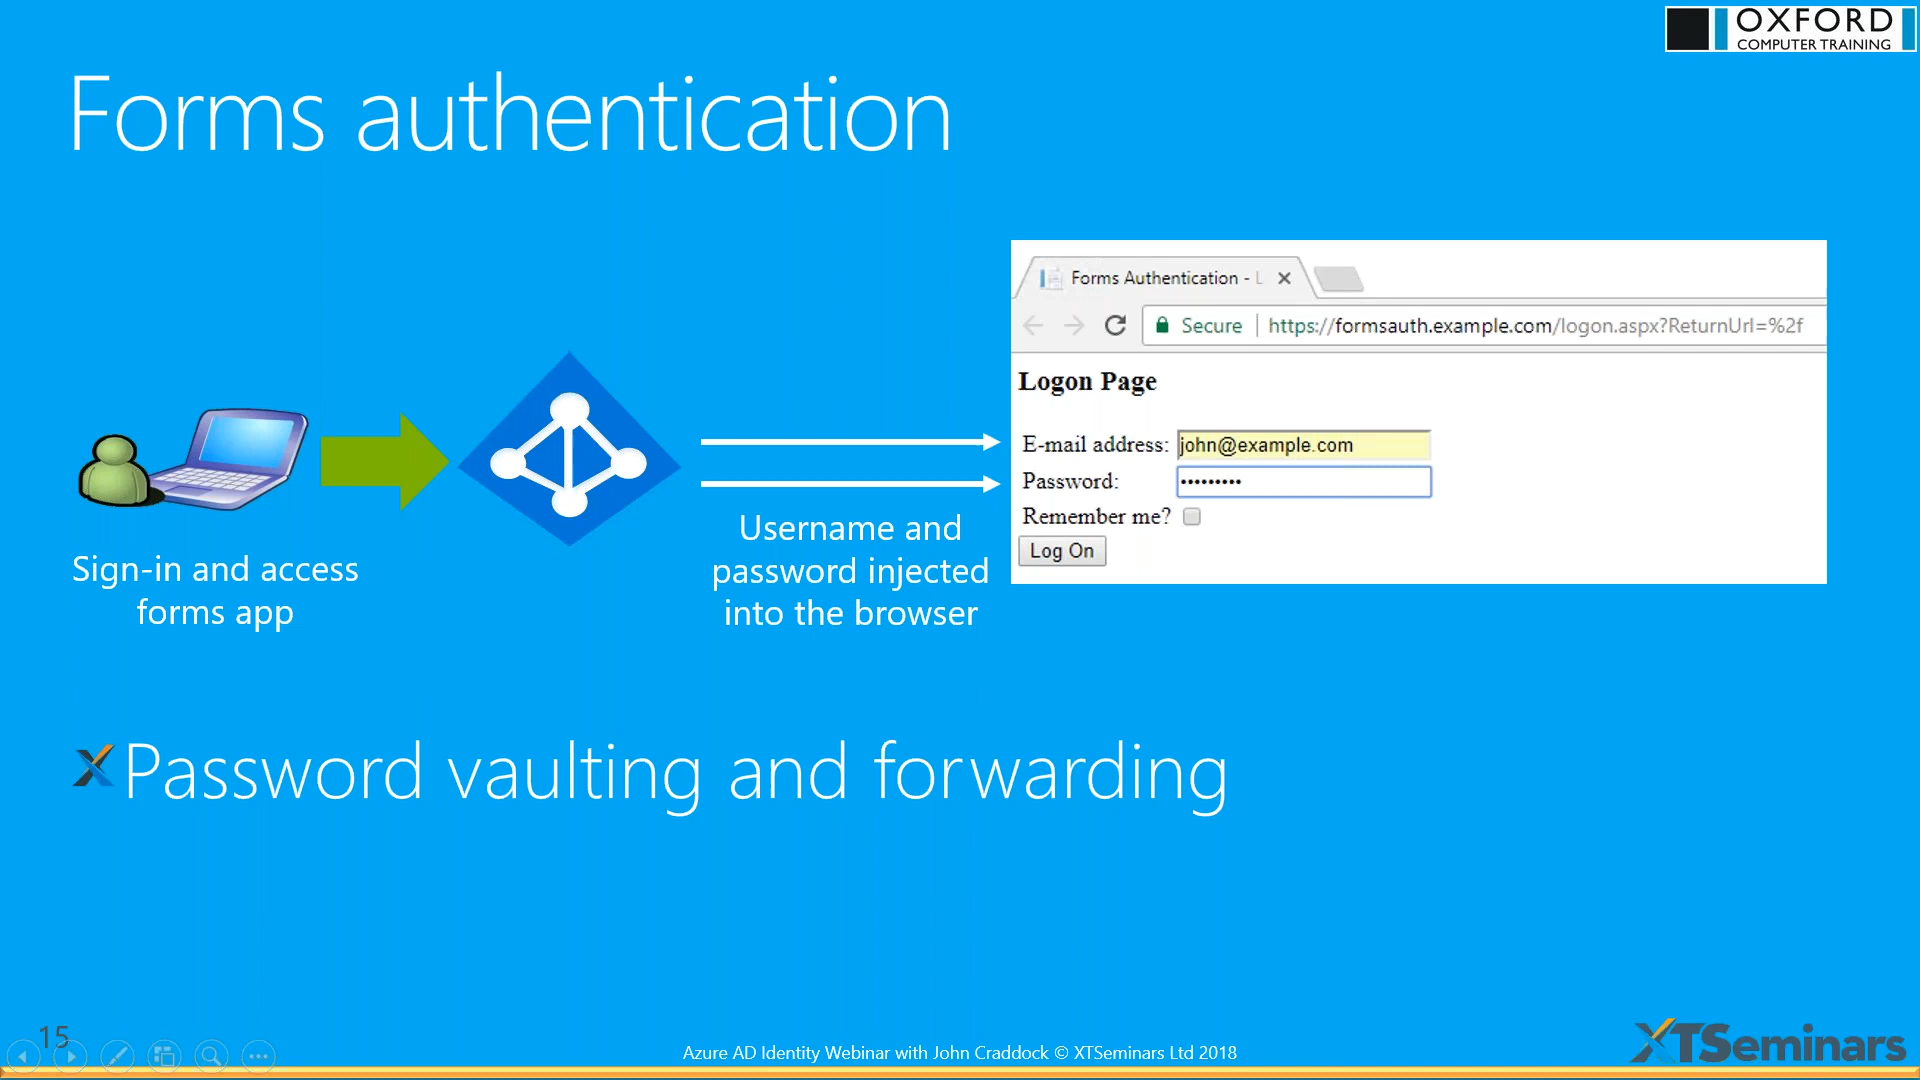 OXFORD
COMPUTER TRAINING
Forms authentication
Forms Authentication - L
Secure
https://formsauth.example.com/logon.aspx?ReturnUrl=%2f
Logon Page
E-mail address: john@example.com
Password: •••••••••
Remember me?
Log On
Sign-in and access
forms app
Username and
password injected
into the browser
Password vaulting and forwarding
15
Azure AD Identity Webinar with John Craddock © XTSeminars Ltd 2018
XTSeminars